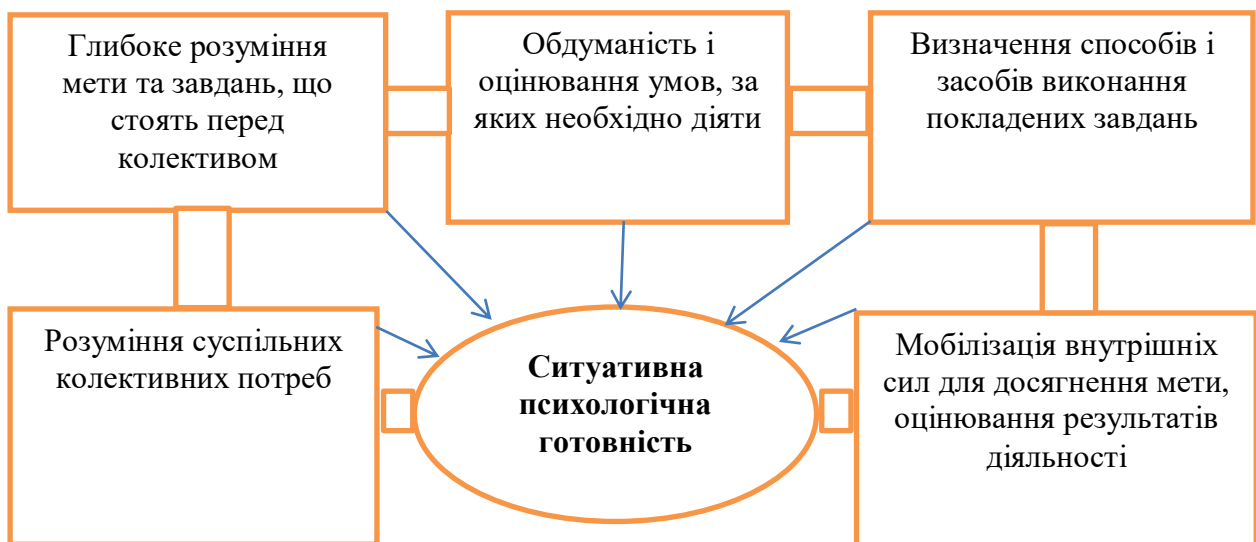 Глибоке розуміння
мети та завдань, що
стоять перед
колективом
Обдуманість і
оцінювання умов, за
яких необхідно діяти
Визначення способів і
засобів виконання
покладених завдань
Розуміння суспільних
колективних потреб
Ситуативна
психологічна
готовність
Мобілізація внутрішніх
сил для досягнення мети,
оцінювання результатів
діяльності